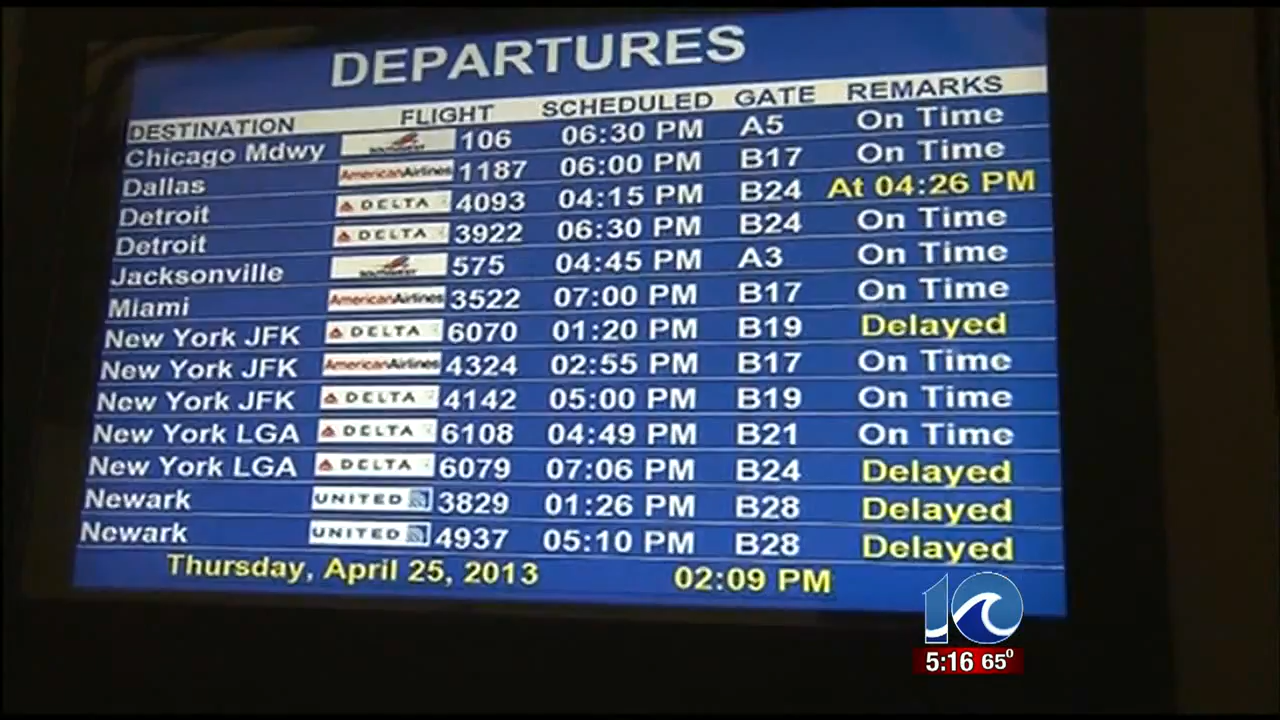 DEPARTURES
DESTINATION FLIGHT SCHEDULED GATE REMARKS
Chicago Mdwy SOUTHWEST 106 06:30 PM A5 On Time
Dallas AmericanAirlines 1187 06:00 PM B17 On Time
Detroit DELTA 4093 04:15 PM B24 At 04:26 PM
Detroit DELTA 3922 06:30 PM B24 On Time
Jacksonville SOUTHWEST 575 04:45 PM A3 On Time
Miami AmericanAirlines 3522 07:00 PM B17 On Time
New York JFK DELTA 6070 01:20 PM B19 Delayed
New York JFK AmericanAirlines 4324 02:55 PM B17 On Time
New York JFK DELTA 4142 05:00 PM B19 On Time
New York LGA DELTA 6108 04:49 PM B21 On Time
New York LGA DELTA 6079 07:06 PM B24 Delayed
Newark UNITED 3829 01:26 PM B28 Delayed
Newark UNITED 4937 05:10 PM B28 Delayed
Thursday, April 25, 2013 02:09 PM
10
5:16 65°